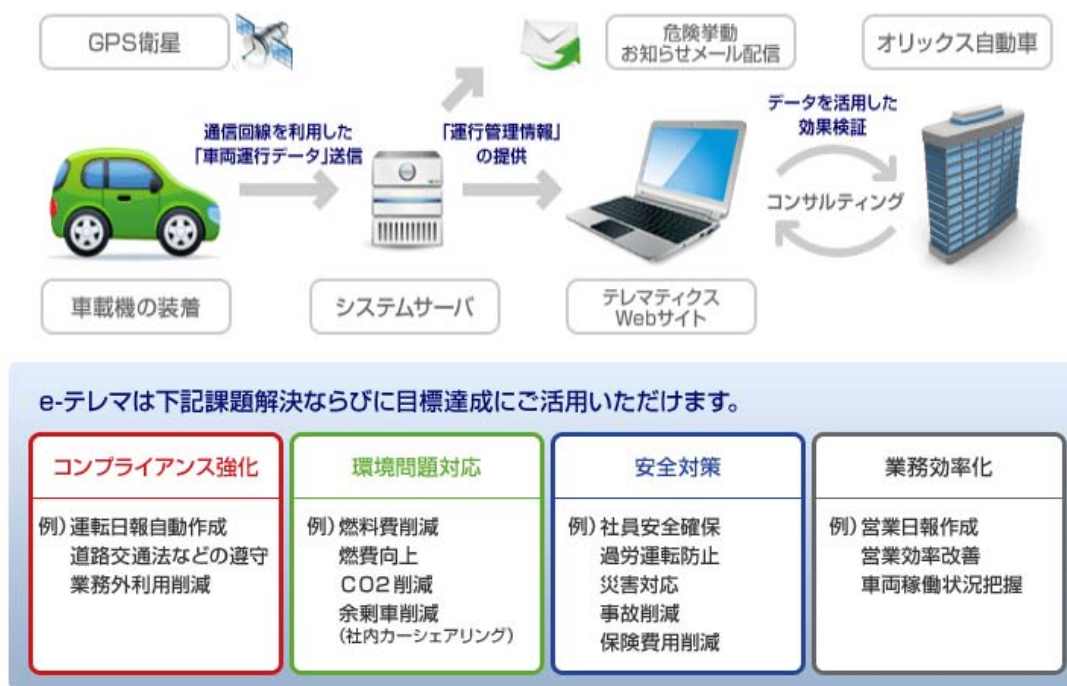 GPS衛星
危険挙動
お知らせメール配信
オリックス自動車
通信回線を利用した
「車両運行データ」送信
「運行管理情報」
の提供
データを活用した
効果検証
コンサルティング
車載機の装着
システムサーバ
テレマティクス
Webサイト
e-テレマは下記課題解決ならびに目標達成にご活用いただけます。
コンプライアンス強化
例）運転日報自動作成
道路交通法などの遵守
業務外利用削減
環境問題対応
例）燃料費削減
燃費向上
CO2削減
余剰車削減
(社内カーシェアリング)
安全対策
例）社員安全確保
過労運転防止
災害対応
事故削減
保険費用削減
業務効率化
例）営業日報作成
営業効率改善
車両稼働状況把握